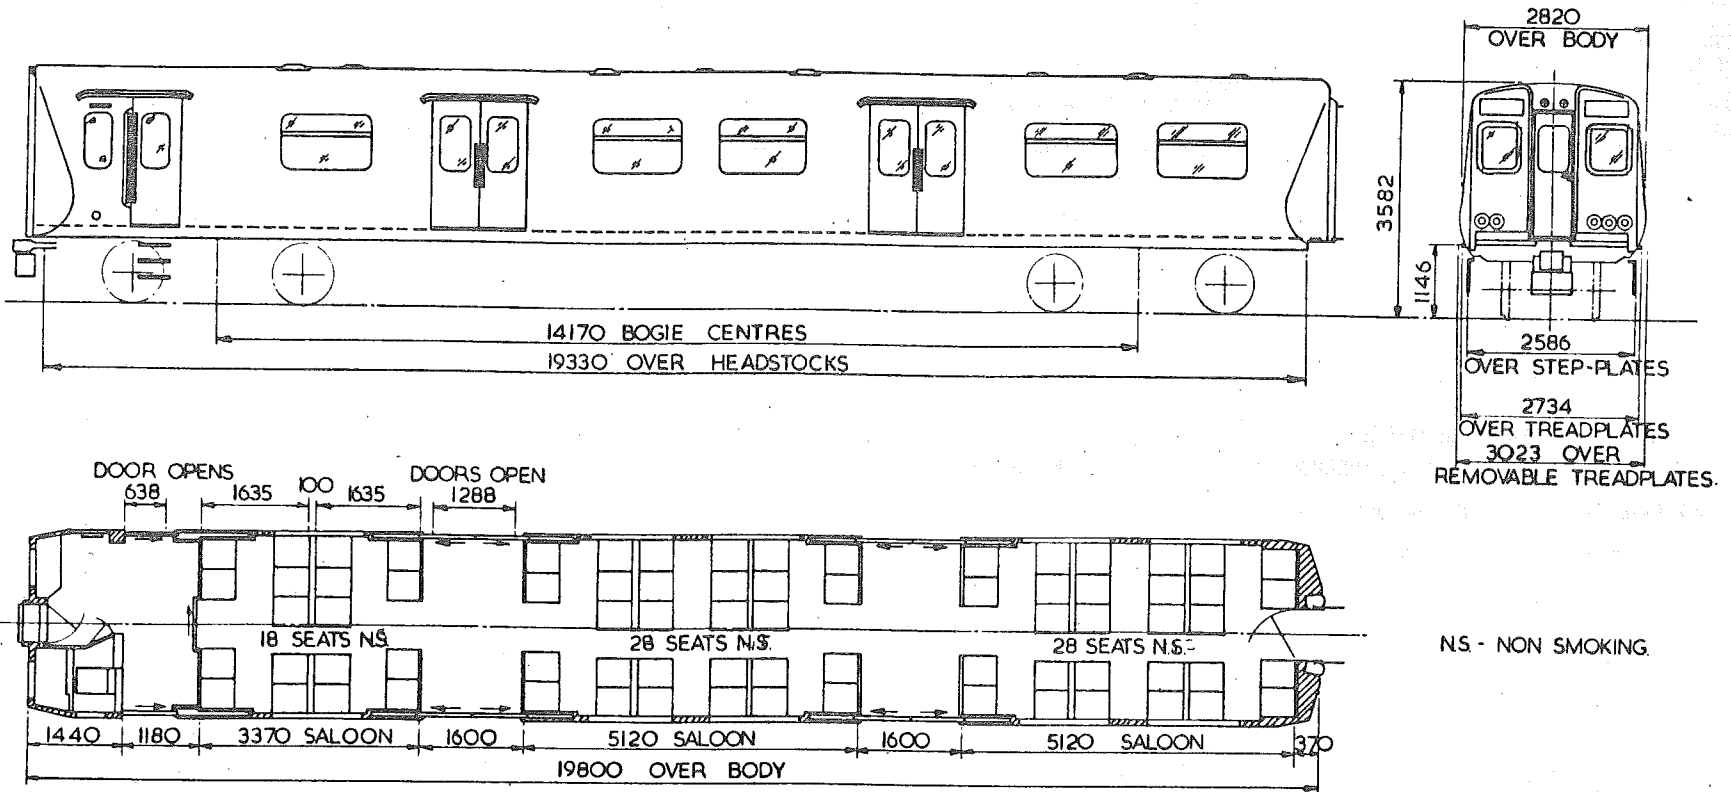 2820
OVER BODY
3582
1146
14170 BOGIE CENTRES
19330 OVER HEADSTOCKS
2586
OVER STEP-PLATES
2734
OVER TREADPLATES
3023 OVER
REMOVABLE TREADPLATES.
DOOR OPENS
638
1635
100
1635
DOORS OPEN
1288
18 SEATS N.S.
28 SEATS N.S.
28 SEATS N.S.-
N.S. - NON SMOKING.
1440
1180
3370 SALOON
1600
5120 SALOON
1600
5120 SALOON
370
19800 OVER BODY